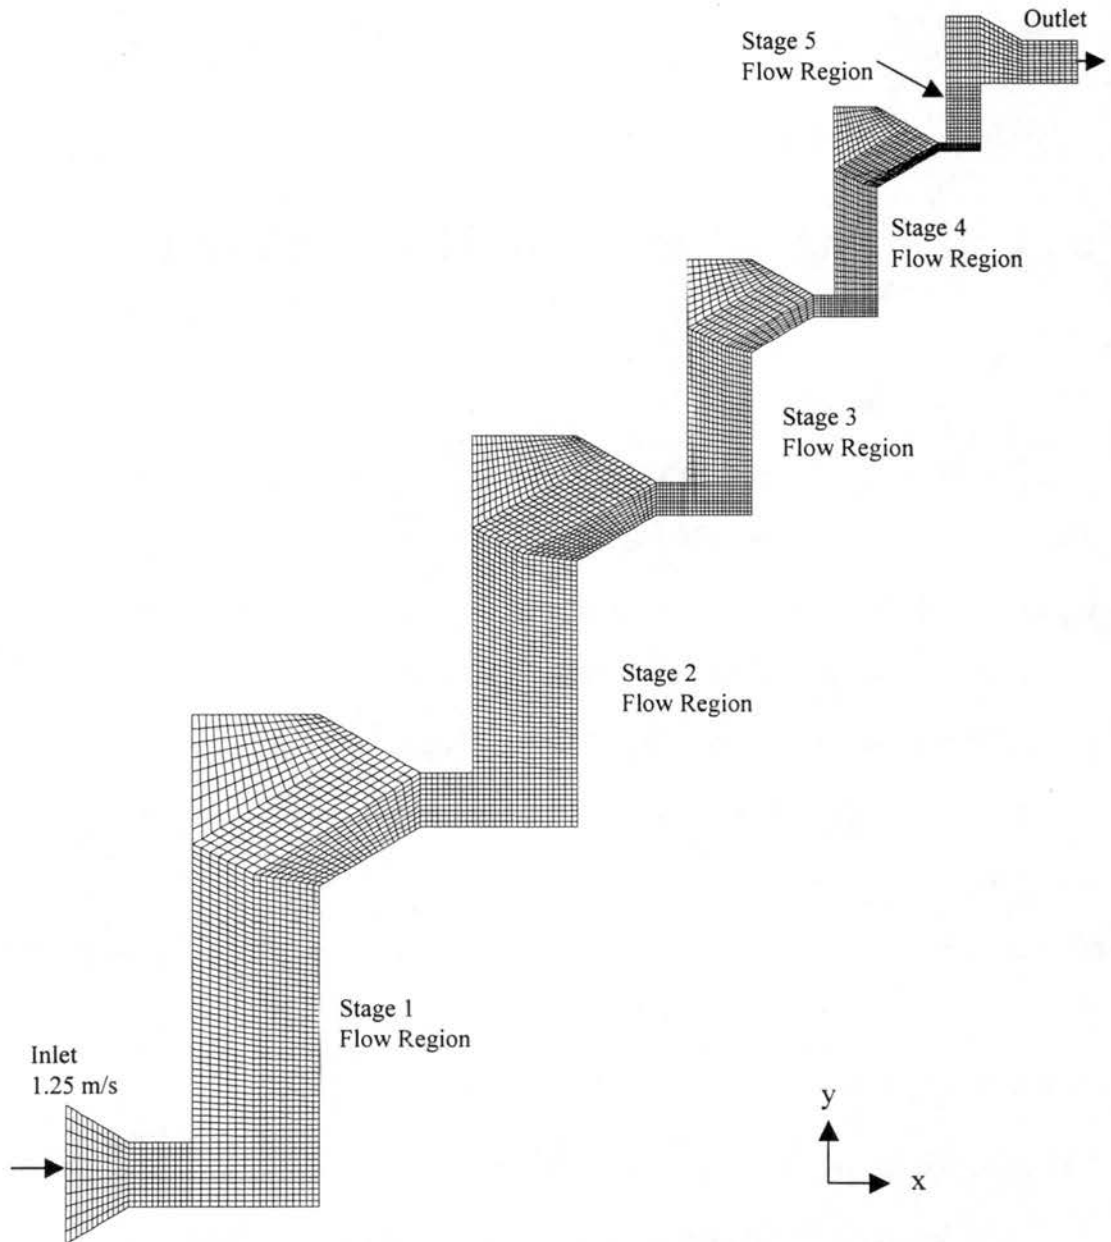 Outlet
Stage 5
Flow Region
Stage 4
Flow Region
Stage 3
Flow Region
Stage 2
Flow Region
Stage 1
Flow Region
Inlet
1.25 m/s
y
x